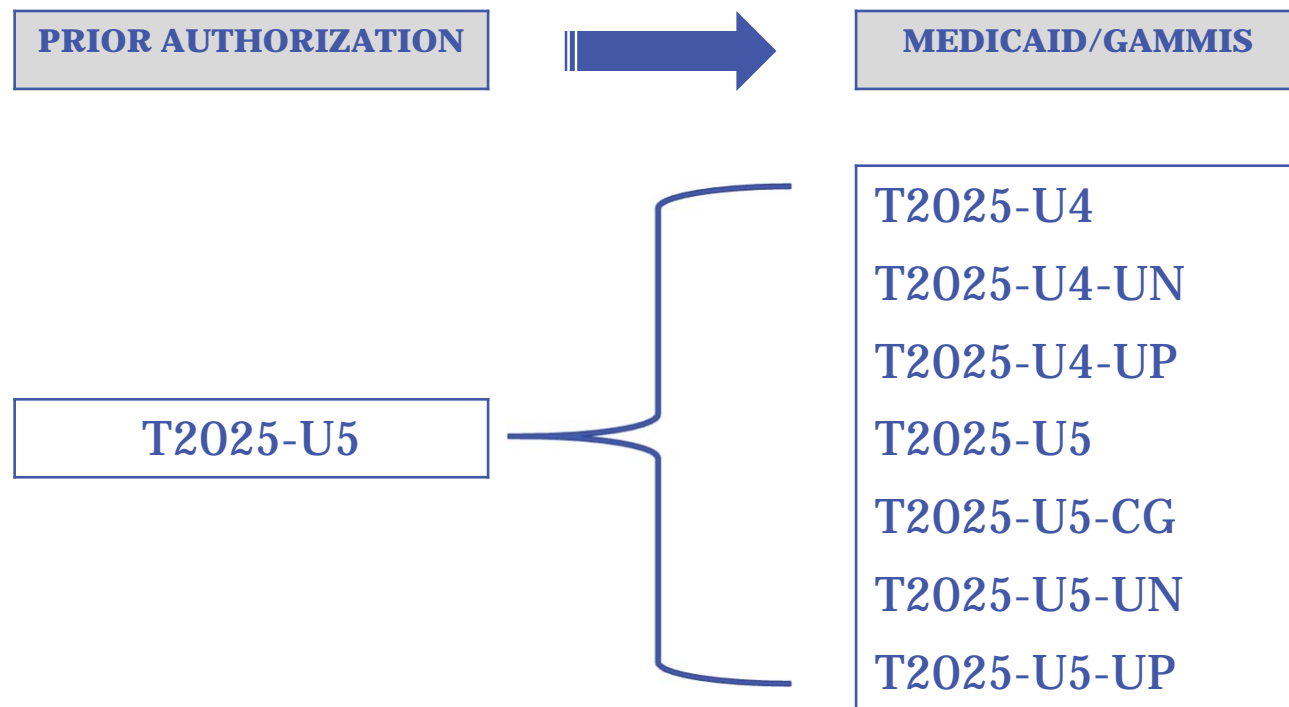 PRIOR AUTHORIZATION
MEDICAID/GAMMIS
T2025-U5
T2025-U4
T2025-U4-UN
T2025-U4-UP
T2025-U5
T2025-U5-CG
T2025-U5-UN
T2025-U5-UP